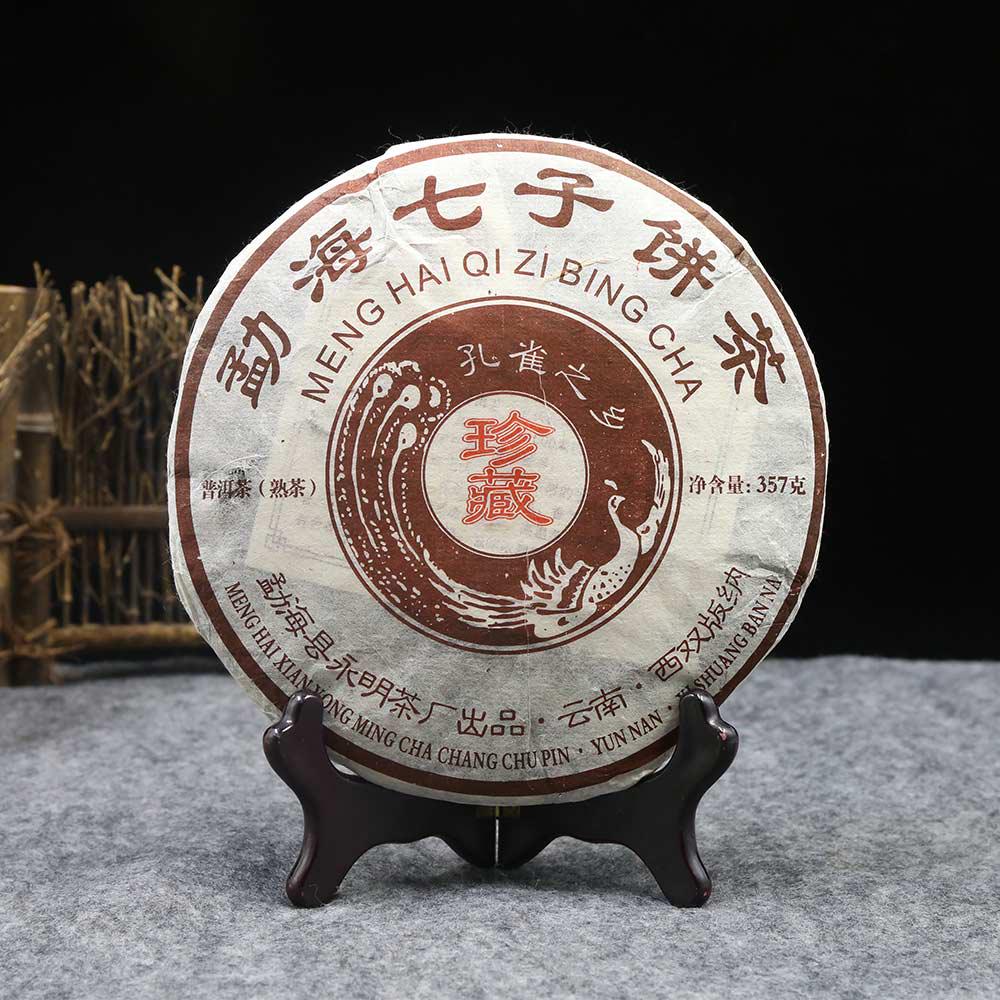 勐海七子饼茶
MENG HAI QI ZI BING CHA
孔雀之乡
珍藏
普洱茶(熟茶)
净含量:357克
勐海县永明茶厂出品·云南·西双版纳
MENG HAI XIAN YONG MING CHA CHANG CHU PIN · YUN NAN · XI SHUANG BAN NA